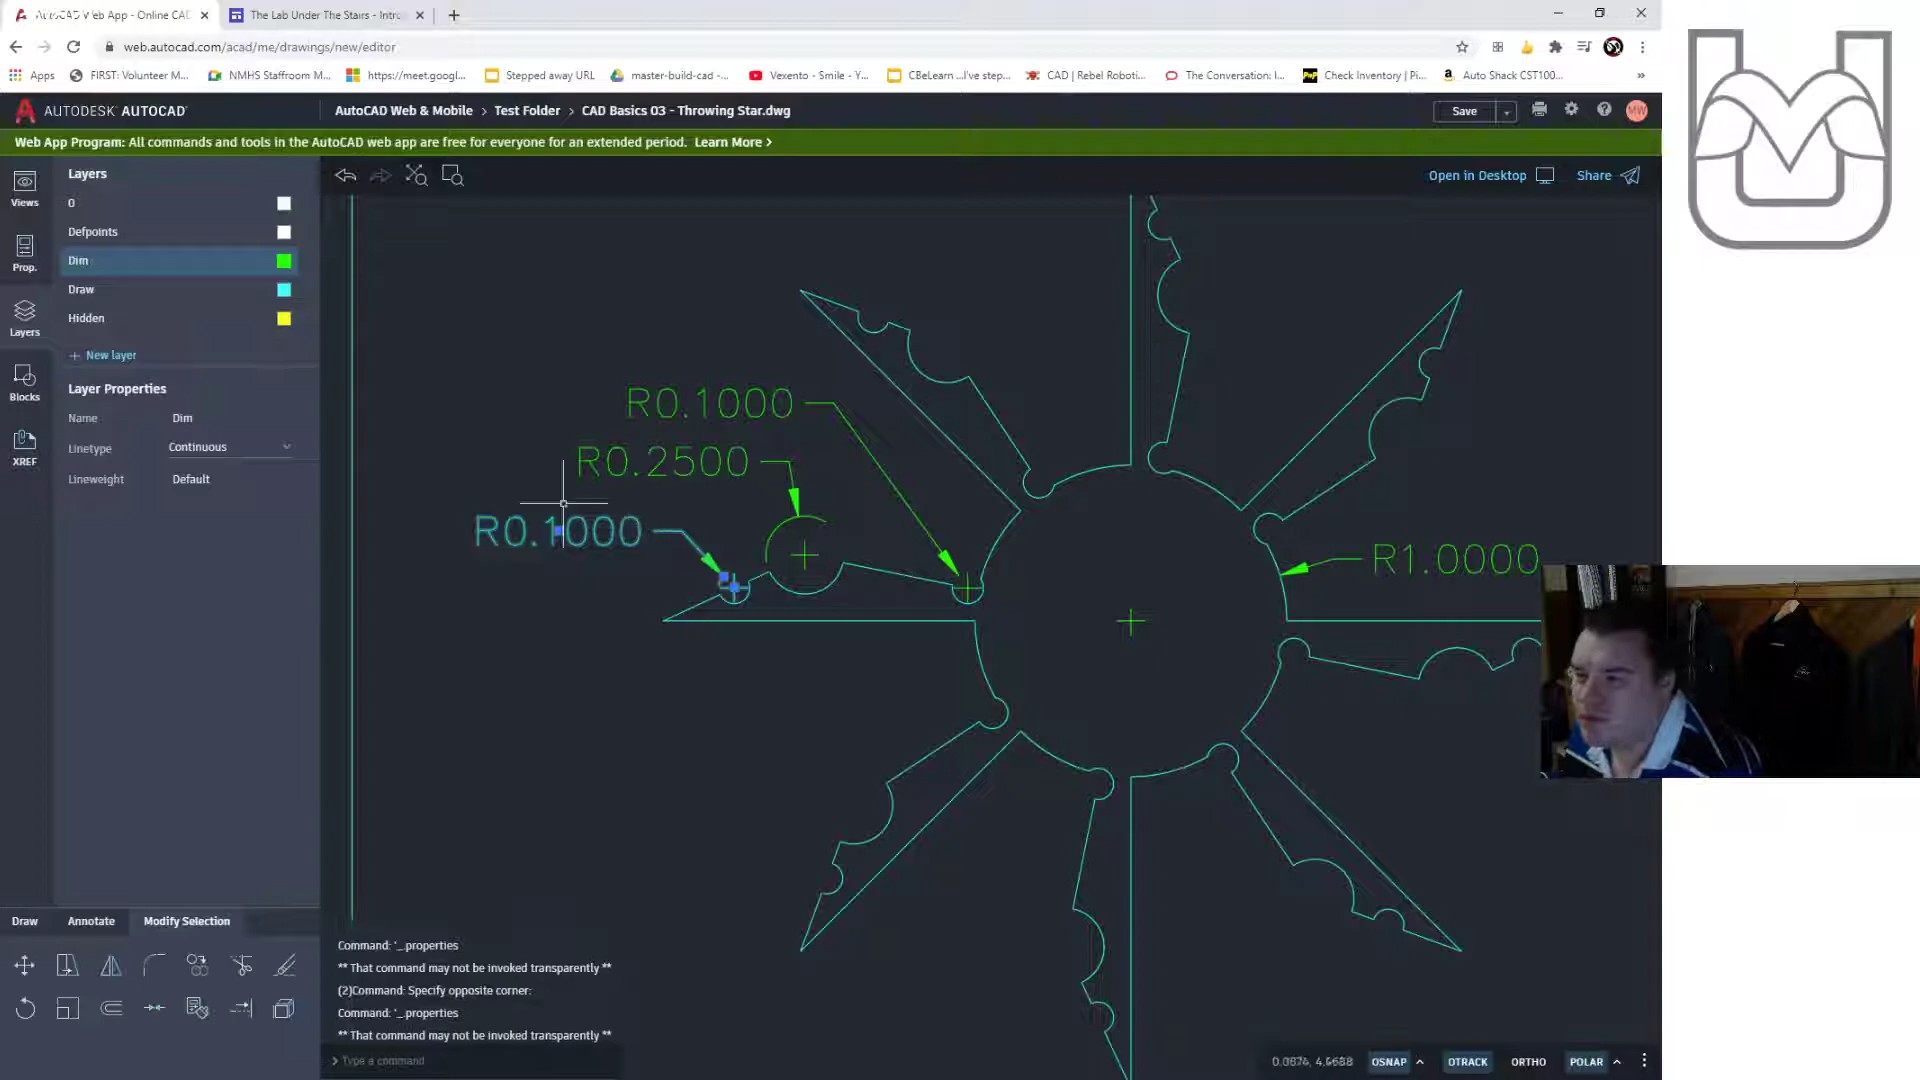 AutoCAD Web App - Online CAD
The Lab Under The Stairs - Intro
web.autocad.com/acad/me/drawings/new/editor
Apps
FIRST: Volunteer M...
NMHS Staffroom M...
https://meet.googl...
Stepped away URL
master-build-cad -...
Vexento - Smile - Y...
CBeLearn ...I've step...
CAD | Rebel Roboti...
The Conversation: I...
Check Inventory | Pi...
Auto Shack CST100...
AUTODESK AUTOCAD
AutoCAD Web & Mobile > Test Folder > CAD Basics 03 - Throwing Star.dwg
Save
MW
Web App Program: All commands and tools in the AutoCAD web app are free for everyone for an extended period. Learn More >
Views
Prop.
Layers
Blocks
XREF
Layers
0
Defpoints
Dim
Draw
Hidden
+ New layer
Layer Properties
Name Dim
Linetype Continuous
Lineweight Default
Open in Desktop
Share
R0.1000
R0.2500
R0.1000
R1.0000
Draw
Annotate
Modify Selection
Command: '_.properties
** That command may not be invoked transparently **
(2)Command: Specify opposite corner:
Command: '_.properties
** That command may not be invoked transparently **
Type a command
OSNAP
OTRACK
ORTHO
POLAR